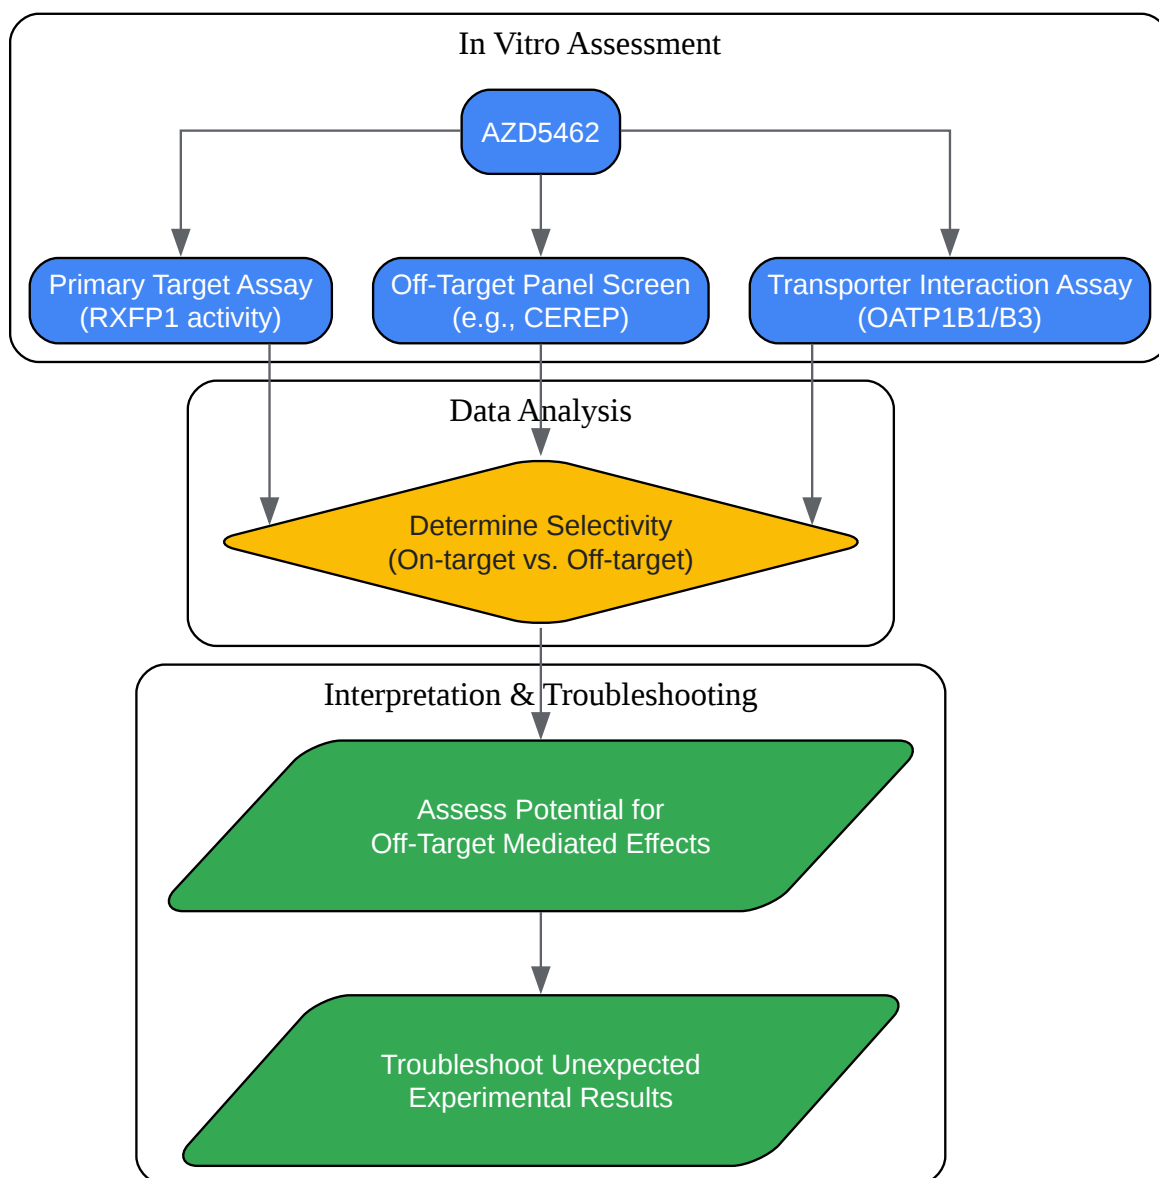 In Vitro Assessment
AZD5462
Primary Target Assay
(RXFP1 activity)
Off-Target Panel Screen
(e.g., CEREP)
Transporter Interaction Assay
(OATP1B1/B3)
Data Analysis
Determine Selectivity
(On-target vs. Off-target)
Interpretation & Troubleshooting
Assess Potential for
Off-Target Mediated Effects
Troubleshoot Unexpected
Experimental Results